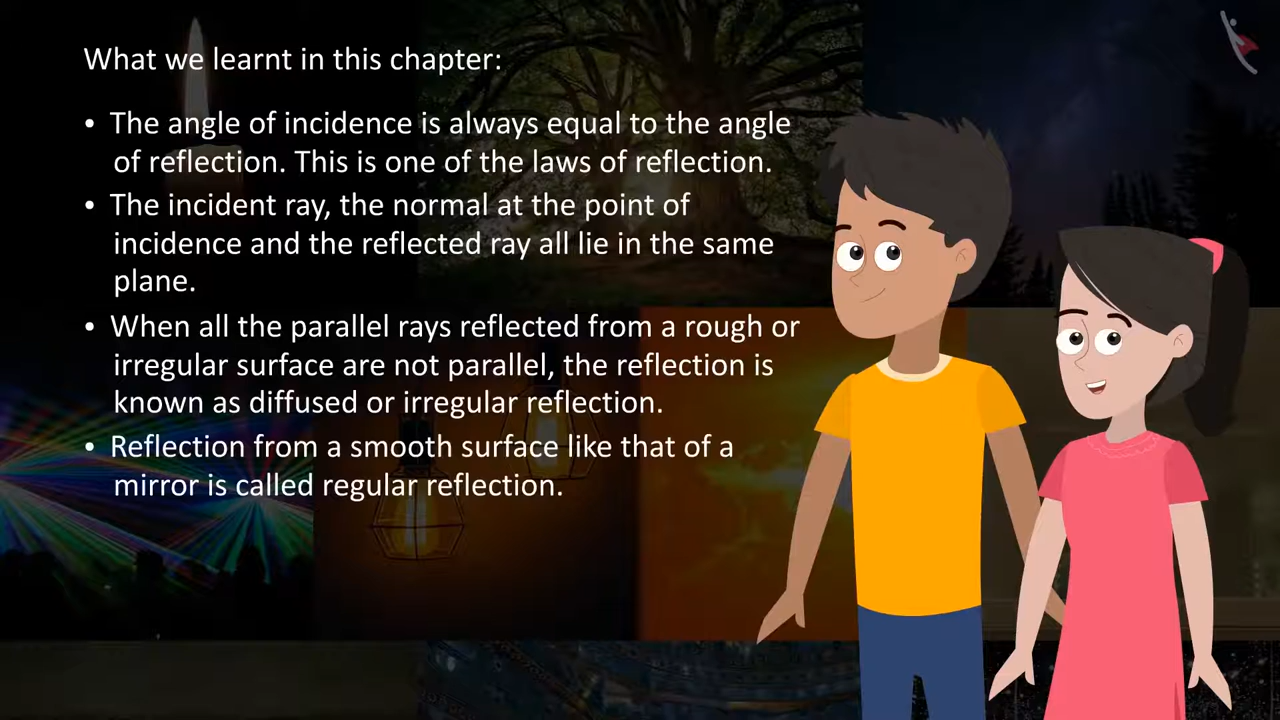 What we learnt in this chapter:
• The angle of incidence is always equal to the angle
of reflection. This is one of the laws of reflection.
• The incident ray, the normal at the point of
incidence and the reflected ray all lie in the same
plane.
• When all the parallel rays reflected from a rough or
irregular surface are not parallel, the reflection is
known as diffused or irregular reflection.
• Reflection from a smooth surface like that of a
mirror is called regular reflection.